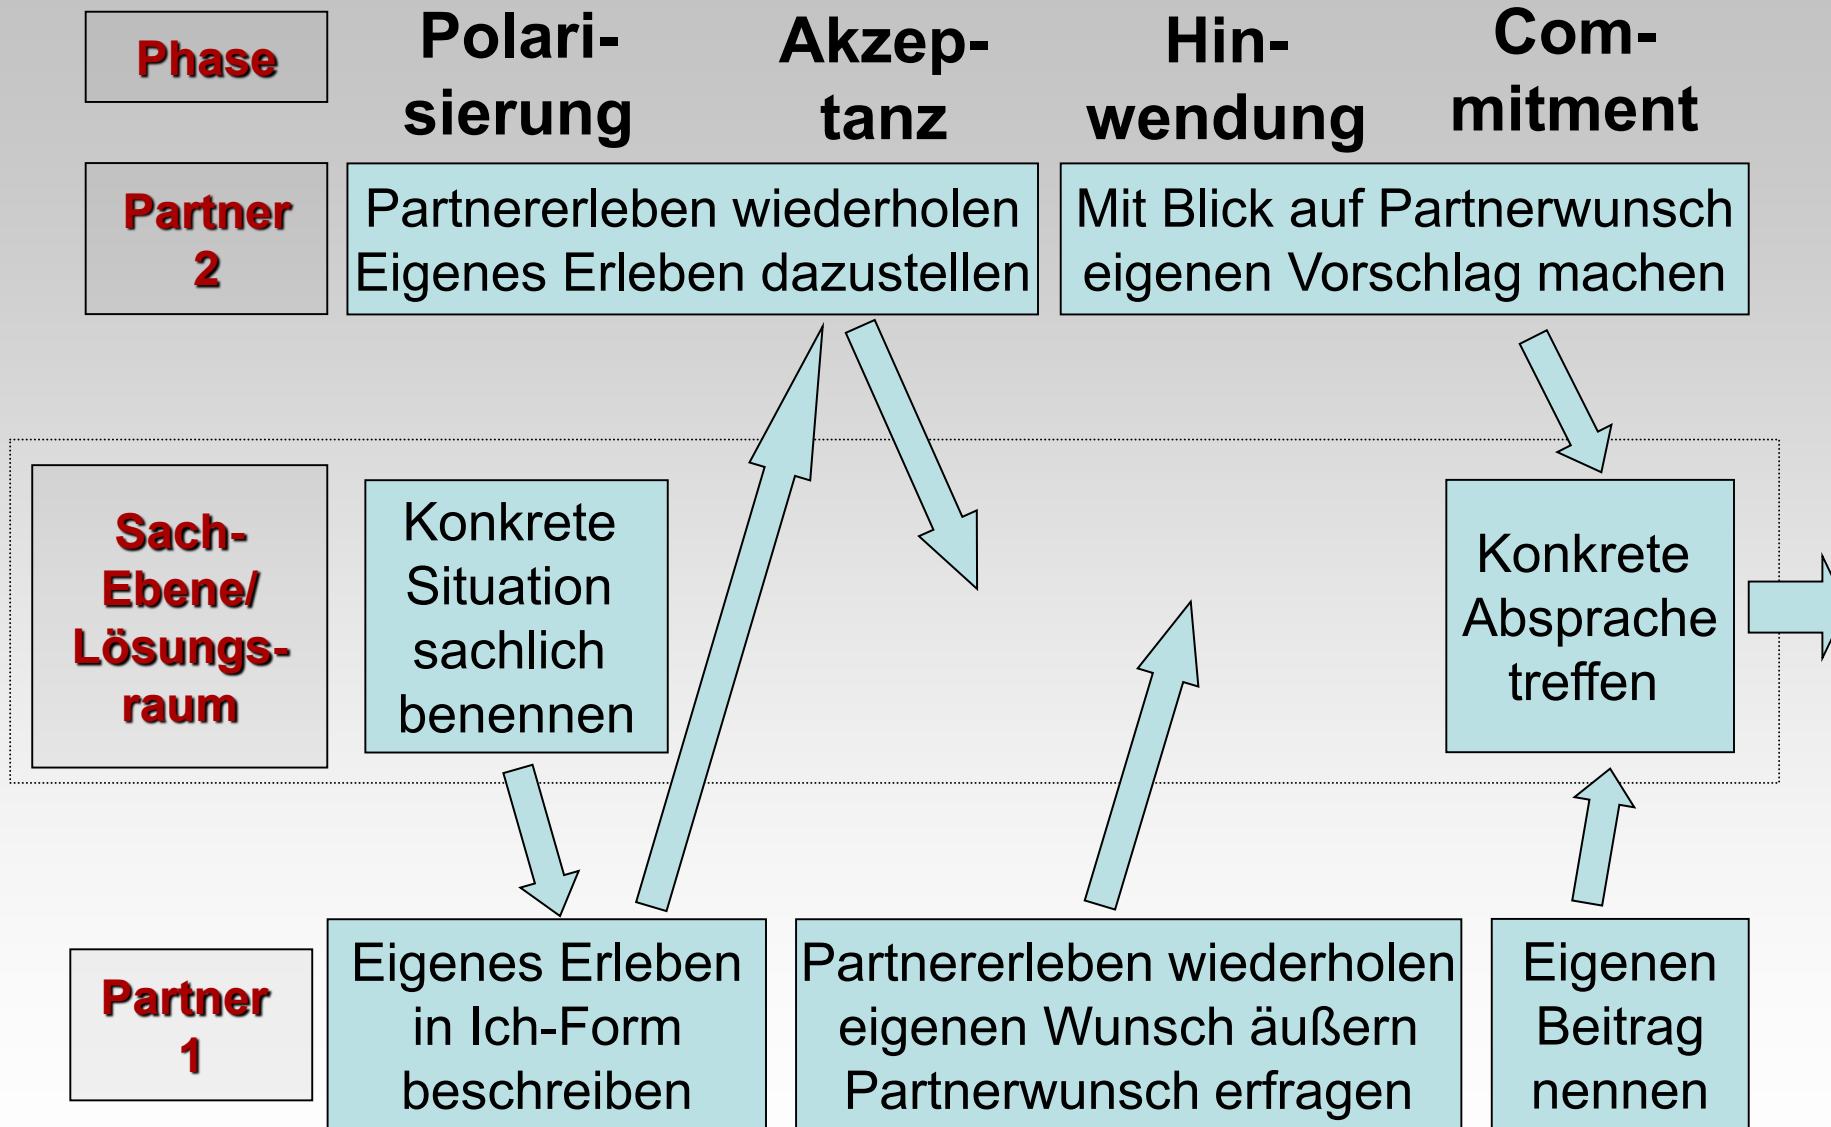 Phase
Polari-
sierung
Akzep-
tanz
Hin-
wendung
Com-
mitment
Partner
2
Partnererleben wiederholen
Eigenes Erleben dazustellen
Mit Blick auf Partnerwunsch
eigenen Vorschlag machen
Sach-
Ebene/
Lösungs-
raum
Konkrete
Situation
sachlich
benennen
Konkrete
Absprache
treffen
Partner
1
Eigenes Erleben
in Ich-Form
beschreiben
Partnererleben wiederholen
eigenen Wunsch äußern
Partnerwunsch erfragen
Eigenen
Beitrag
nennen